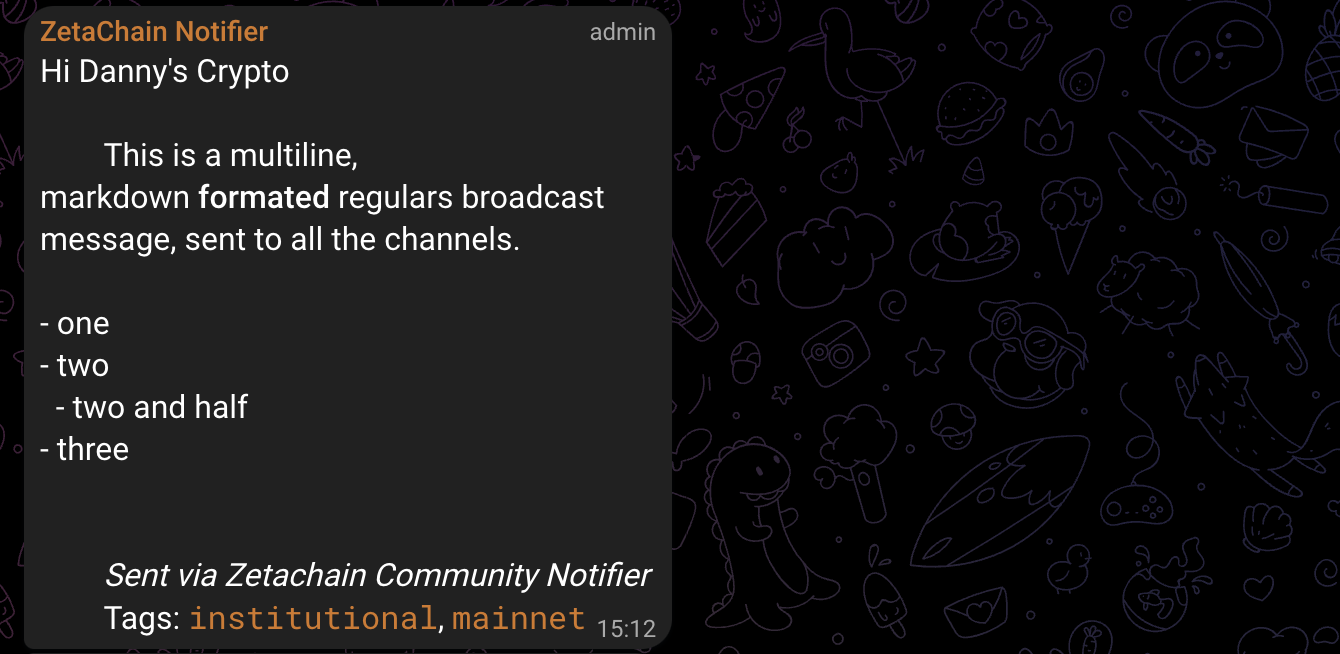 ZetaChain Notifier admin
Hi Danny's Crypto
This is a multiline,
markdown formated regulars broadcast
message, sent to all the channels.
- one
- two
- two and half
- three
Sent via Zetachain Community Notifier
Tags: institutional, mainnet 15:12